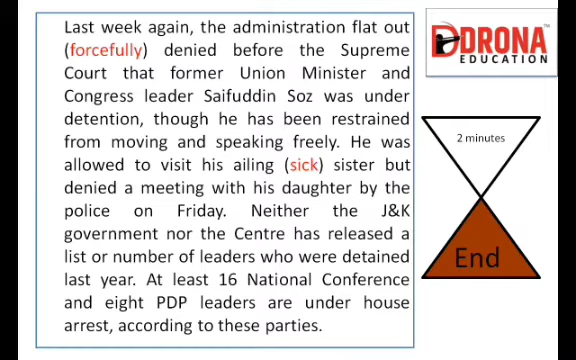 Last week again, the administration flat out
(forcefully) denied before the Supreme
Court that former Union Minister and
Congress leader Saifuddin Soz was under
detention, though he has been restrained
from moving and speaking freely. He was
allowed to visit his ailing (sick) sister but
denied a meeting with his daughter by the
police on Friday. Neither the J&K
government nor the Centre has released a
list or number of leaders who were detained
last year. At least 16 National Conference
and eight PDP leaders are under house
arrest, according to these parties.
DRONA
EDUCATION
TM
2 minutes
End